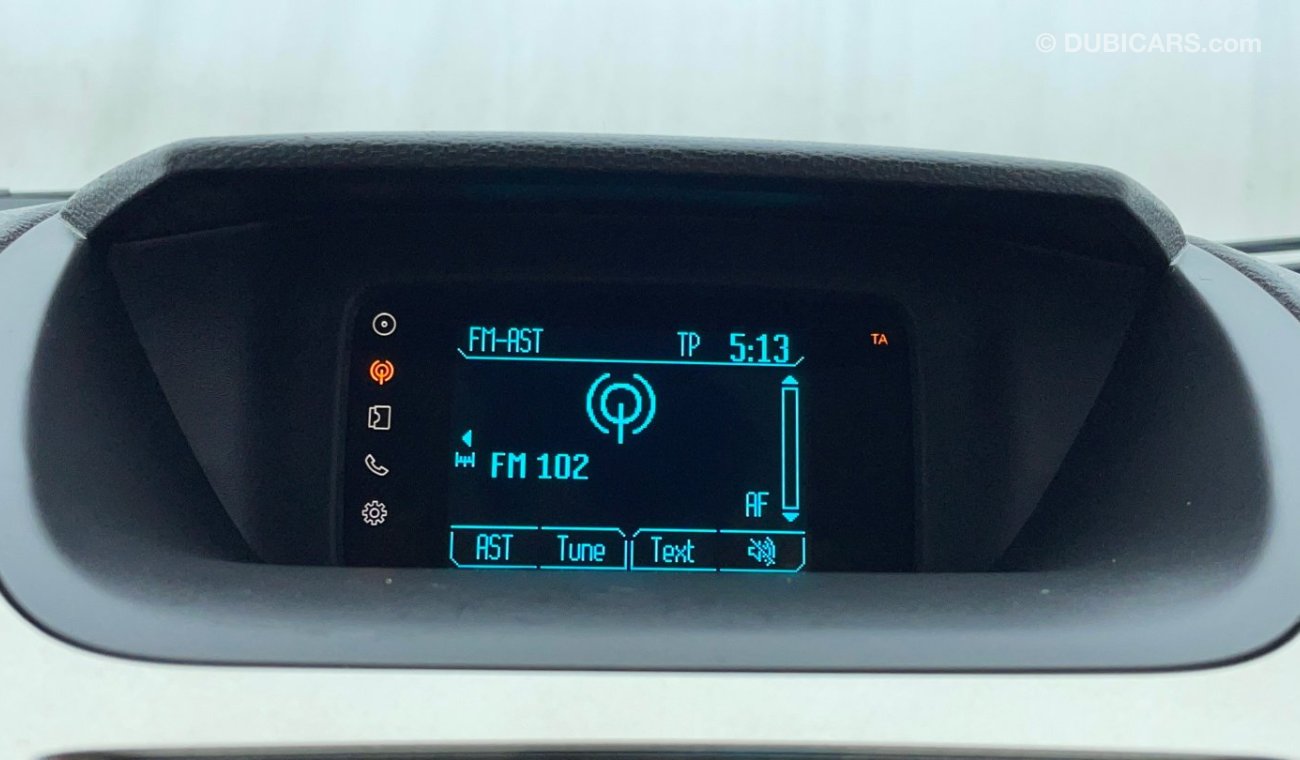 © DUBICARS.com
FM-AST TP 5:13 TA
FM 102
AF
AST Tune Text